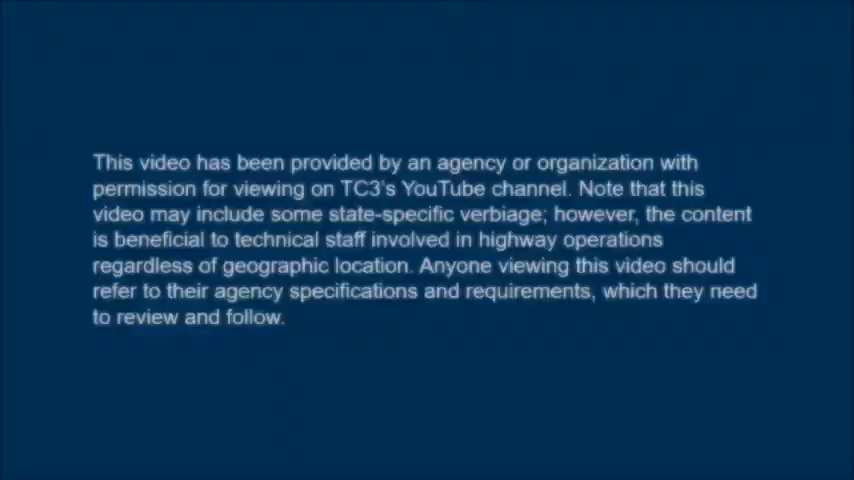 This video has been provided by an agency or organization with
permission for viewing on TC3's YouTube channel. Note that this
video may include some state-specific verbiage; however, the content
is beneficial to technical staff involved in highway operations
regardless of geographic location. Anyone viewing this video should
refer to their agency specifications and requirements, which they need
to review and follow.